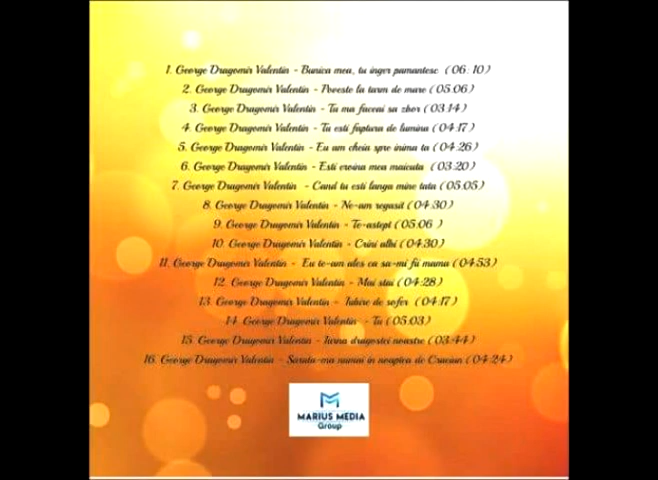 1. George Dragomir Valentin - Bunica mea, tu inger pamantesc (06:10)
2. George Dragomir Valentin - Poveste la tarm de mare (05:06)
3. George Dragomir Valentin - Tu ma faceai sa zbor (03:14)
4. George Dragomir Valentin - Tu esti faptura de lumina (04:17)
5. George Dragomir Valentin - Eu am cheia spre inima ta (04:26)
6. George Dragomir Valentin - Esti eroina mea maicuta (03:20)
7. George Dragomir Valentin - Cand tu esti langa mine tata (05:05)
8. George Dragomir Valentin - Ne-am regasit (04:30)
9. George Dragomir Valentin - Te-astept (05:06 )
10. George Dragomir Valentin - Crini albi (04:30)
11. George Dragomir Valentin - Eu te-am ales ca sa-mi fii mama (04:53)
12. George Dragomir Valentin - Mai stai (04:28)
13. George Dragomir Valentin - Iubire de sofer (04:17)
14. George Dragomir Valentin - Tu (05:03)
15. George Dragomir Valentin - Iarna dragostei noastre (03:44)
16. George Dragomir Valentin - Saruta-ma numai in noaptea de Craciun (04:24)
MARIUS MEDIA
Group